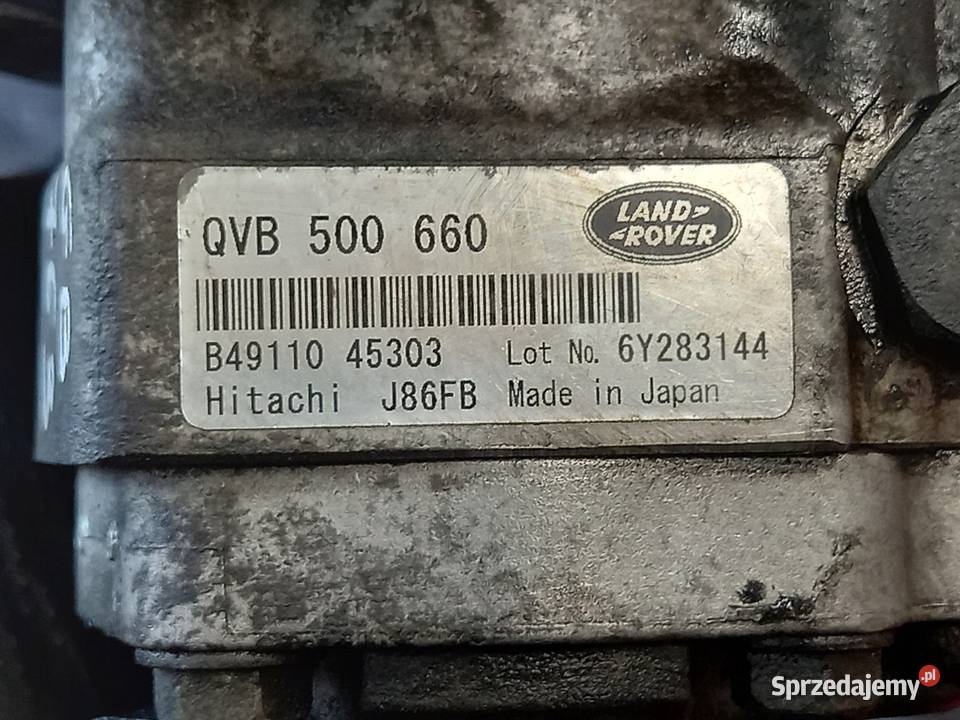 QVB 500 660
LAND-
-ROVER
B49110 45303 Lot No. 6Y283144
Hitachi J86FB Made in Japan
Sprzedajemy.pl